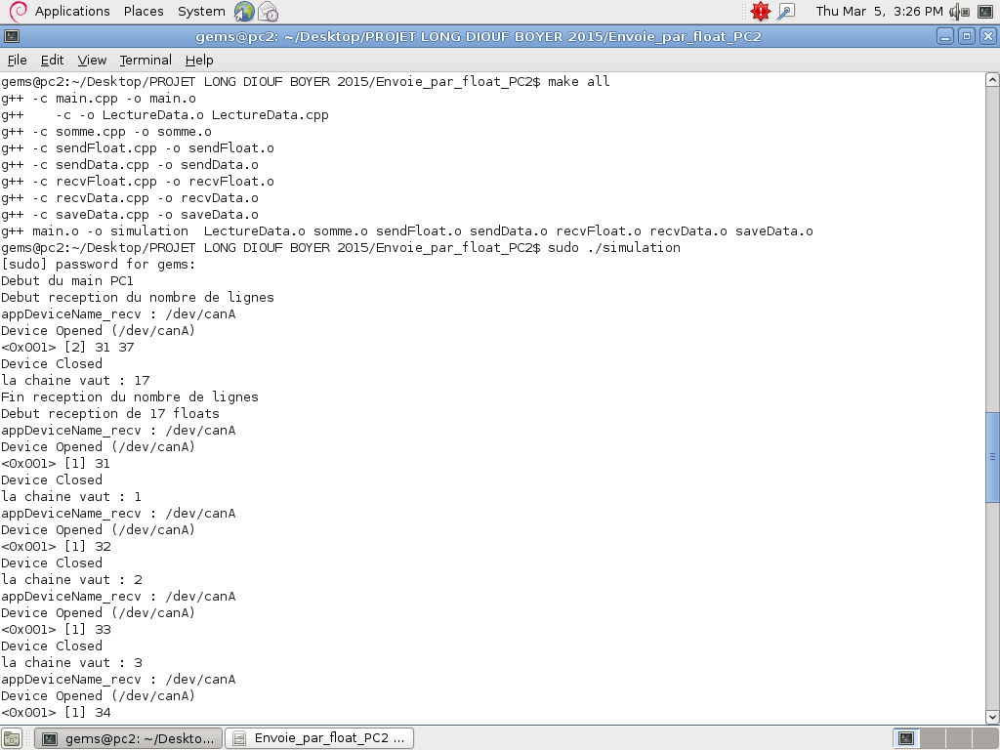 Applications Places System Thu Mar 5, 3:26 PM
gems@pc2: ~/Desktop/PROJET LONG DIOUF BOYER 2015/Envoie_par_float_PC2
File Edit View Terminal Help
gems@pc2:~/Desktop/PROJET LONG DIOUF BOYER 2015/Envoie_par_float_PC2$ make all
g++ -c main.cpp -o main.o
g++    -c -o LectureData.o LectureData.cpp
g++ -c somme.cpp -o somme.o
g++ -c sendFloat.cpp -o sendFloat.o
g++ -c sendData.cpp -o sendData.o
g++ -c recvFloat.cpp -o recvFloat.o
g++ -c recvData.cpp -o recvData.o
g++ -c saveData.cpp -o saveData.o
g++ main.o -o simulation  LectureData.o somme.o sendFloat.o sendData.o recvFloat.o recvData.o saveData.o
gems@pc2:~/Desktop/PROJET LONG DIOUF BOYER 2015/Envoie_par_float_PC2$ sudo ./simulation
[sudo] password for gems:
Debut du main PC1
Debut reception du nombre de lignes
appDeviceName_recv : /dev/canA
Device Opened (/dev/canA)
<0x001> [2] 31 37
Device Closed
la chaine vaut : 17
Fin reception du nombre de lignes
Debut reception de 17 floats
appDeviceName_recv : /dev/canA
Device Opened (/dev/canA)
<0x001> [1] 31
Device Closed
la chaine vaut : 1
appDeviceName_recv : /dev/canA
Device Opened (/dev/canA)
<0x001> [1] 32
Device Closed
la chaine vaut : 2
appDeviceName_recv : /dev/canA
Device Opened (/dev/canA)
<0x001> [1] 33
Device Closed
la chaine vaut : 3
appDeviceName_recv : /dev/canA
Device Opened (/dev/canA)
<0x001> [1] 34
gems@pc2: ~/Deskto... Envoie_par_float_PC2 ...